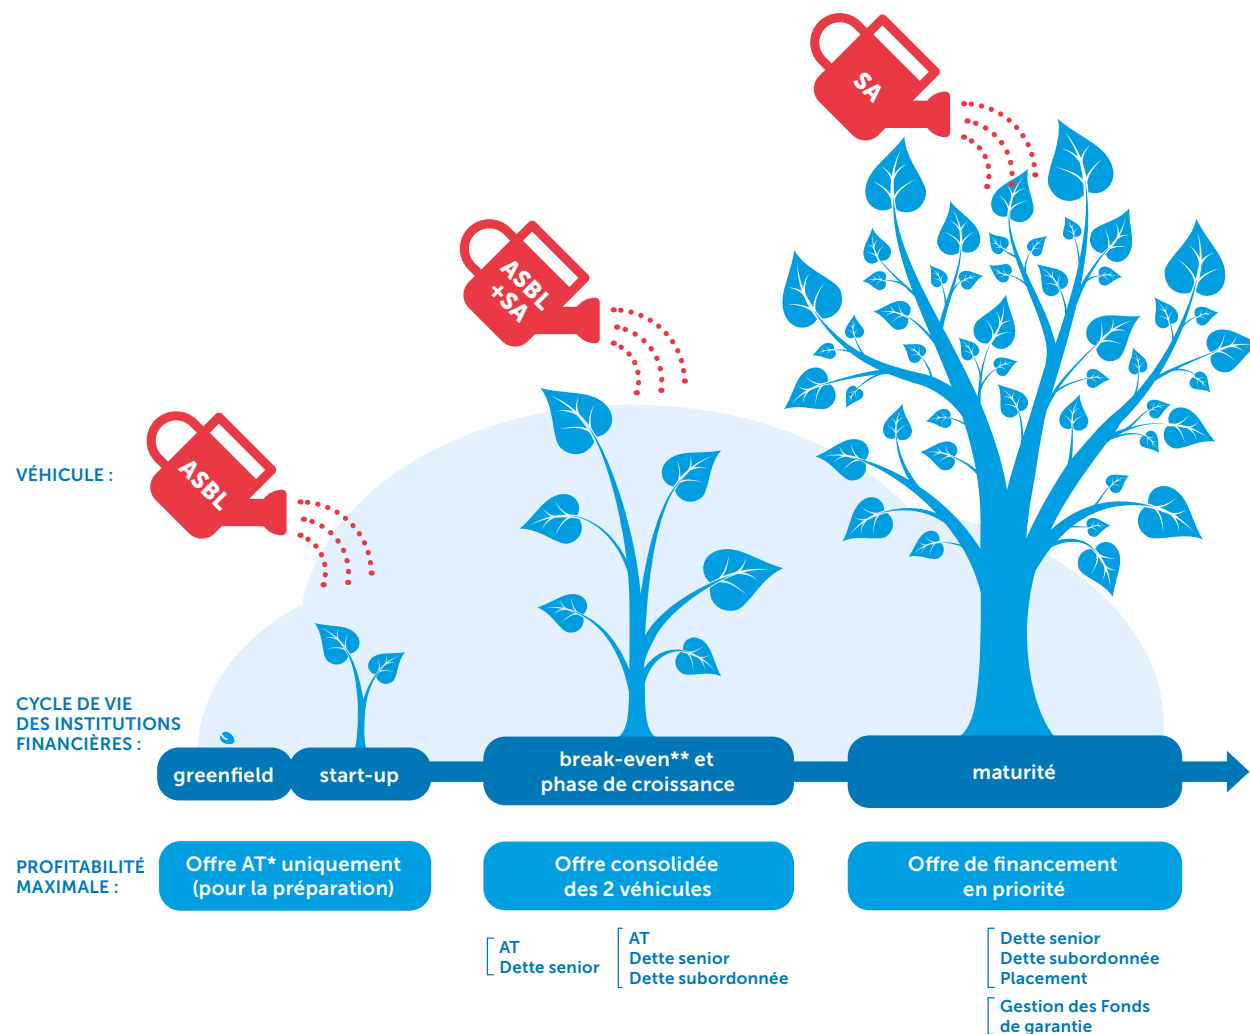 SA
ASBL
+SA
ASBL
VÉHICULE :
CYCLE DE VIE
DES INSTITUTIONS
FINANCIÈRES :
greenfield
start-up
break-even** et
phase de croissance
maturité
PROFITABILITÉ
MAXIMALE :
Offre AT* uniquement
(pour la préparation)
Offre consolidée
des 2 véhicules
Offre de financement
en priorité
AT
Dette senior
AT
Dette senior
Dette subordonnée
Dette senior
Dette subordonnée
Placement
Gestion des Fonds
de garantie